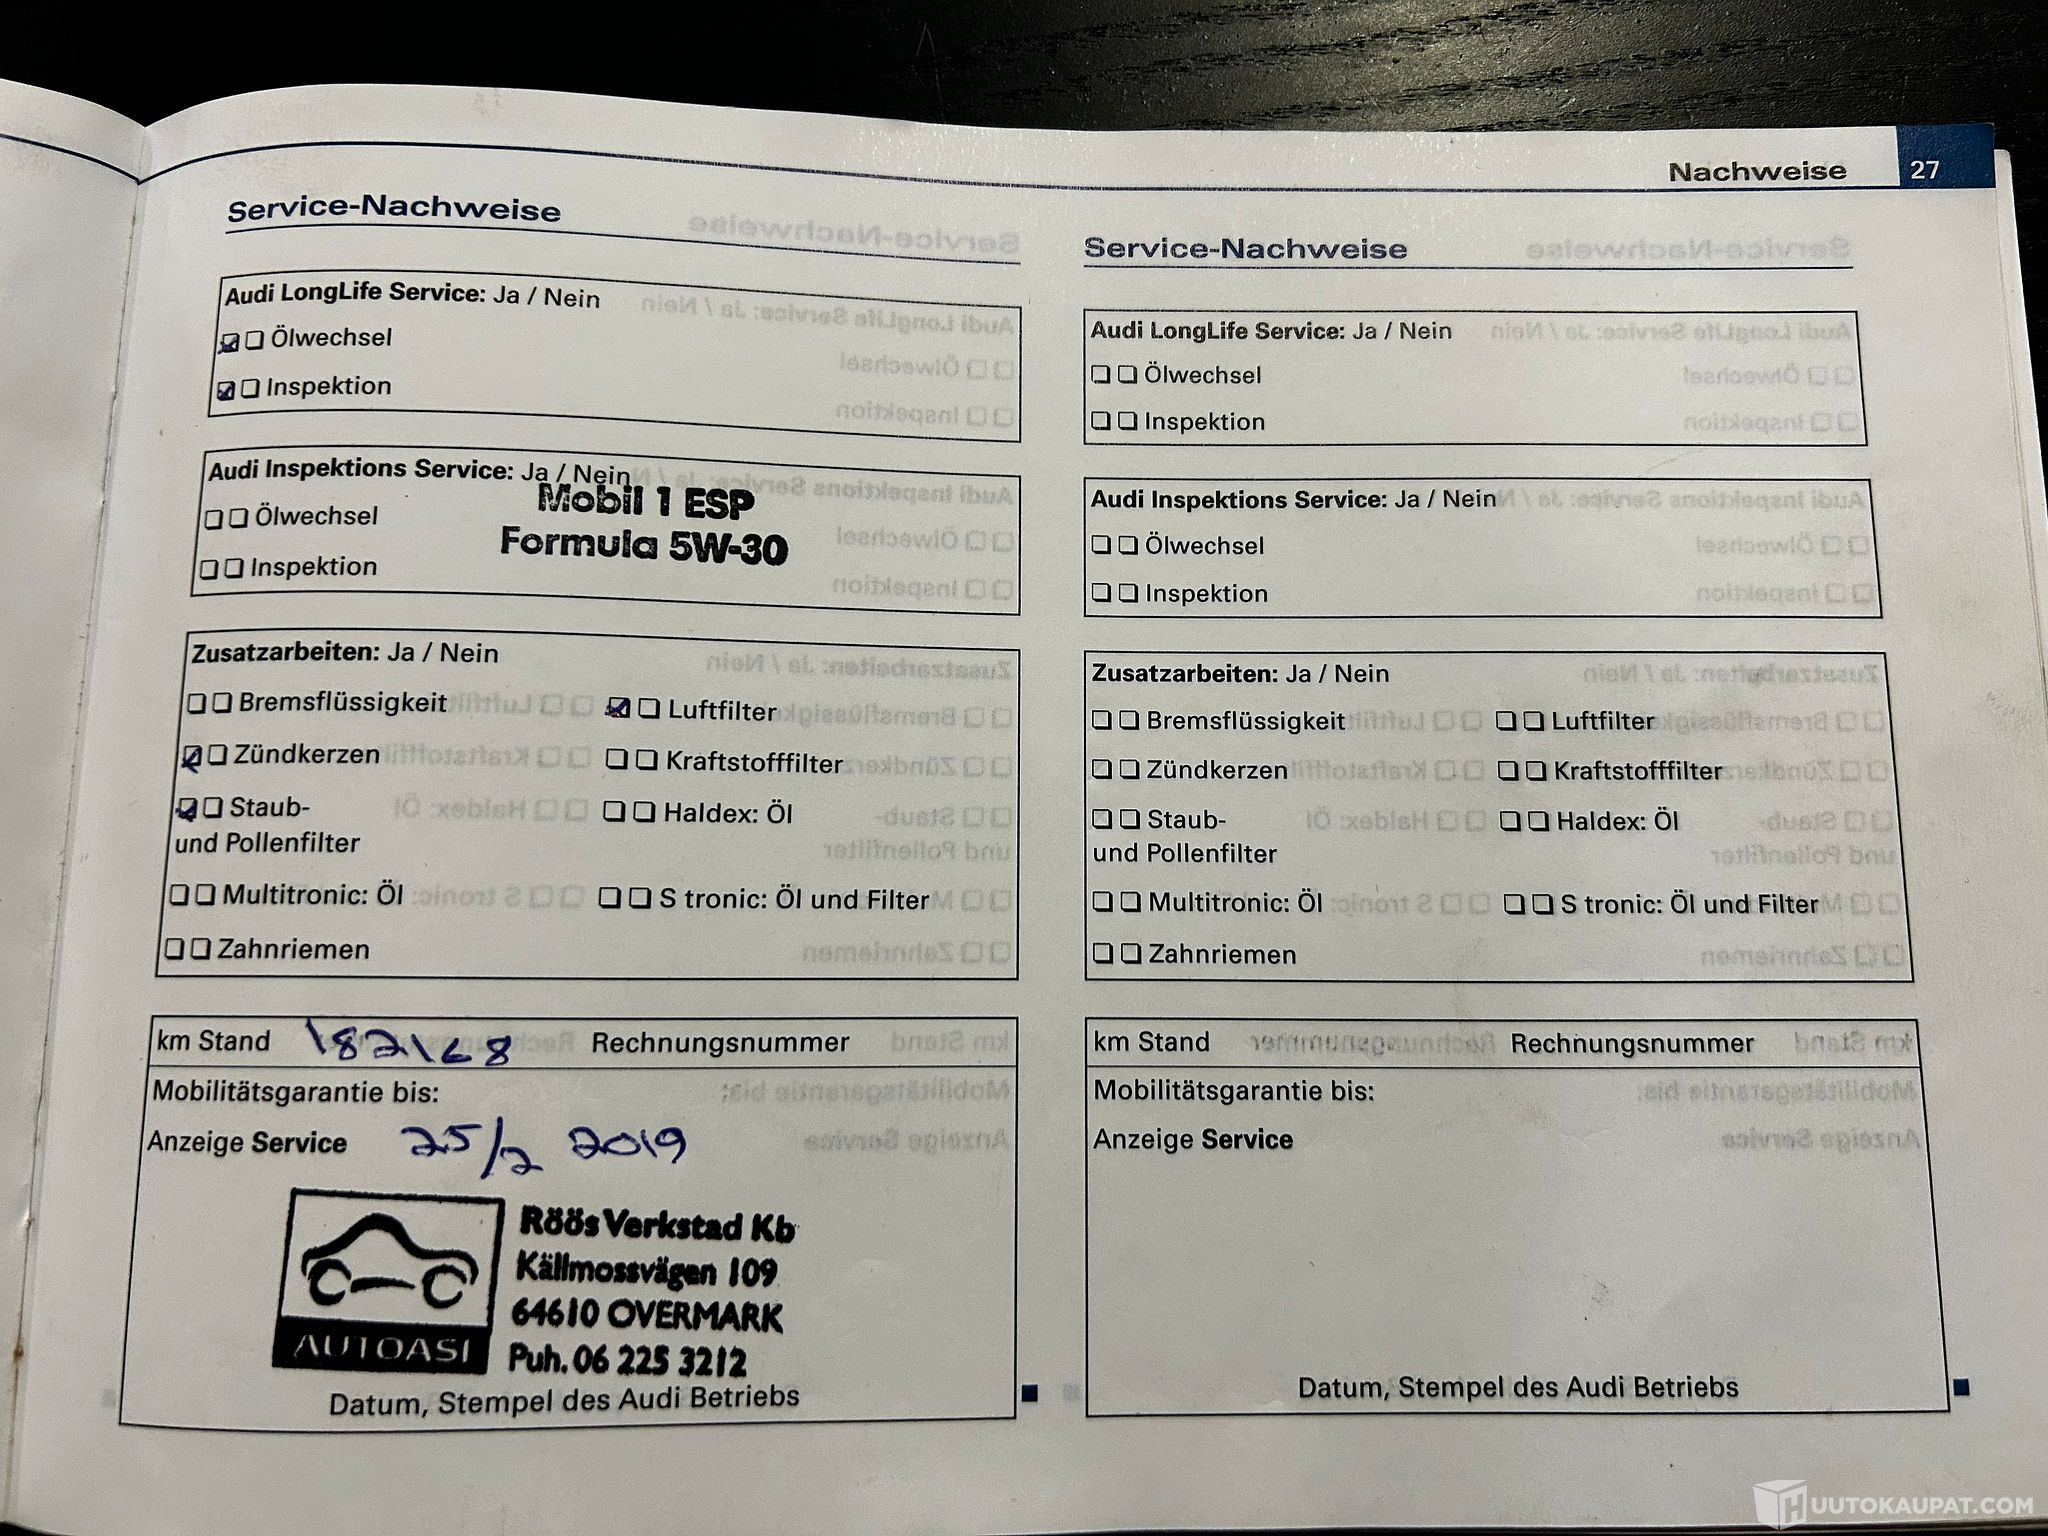 Nachweise 27
Service-Nachweise
Audi LongLife Service: Ja / Nein
Ölwechsel
Inspektion
Audi Inspektions Service: Ja / Nein
Mobil 1 ESP
Ölwechsel
Formula 5W-30
Inspektion
Zusatzarbeiten: Ja / Nein
Bremsflüssigkeit Luftfilter
Zündkerzen Kraftstofffilter
Staub- Haldex: Öl
und Pollenfilter
Multitronic: Öl S tronic: Öl und Filter
Zahnriemen
km Stand 182168 Rechnungsnummer
Mobilitätsgarantie bis:
Anzeige Service 25/2 2019
Röös Verkstad Kb
Källmossvägen 109
64610 OVERMARK
AUTOASI Puh. 06 225 3212
Datum, Stempel des Audi Betriebs
Service-Nachweise
Audi LongLife Service: Ja / Nein
Ölwechsel
Inspektion
Audi Inspektions Service: Ja / Nein
Ölwechsel
Inspektion
Zusatzarbeiten: Ja / Nein
Bremsflüssigkeit Luftfilter
Zündkerzen Kraftstofffilter
Staub- Haldex: Öl
und Pollenfilter
Multitronic: Öl S tronic: Öl und Filter
Zahnriemen
km Stand Rechnungsnummer
Mobilitätsgarantie bis:
Anzeige Service
Datum, Stempel des Audi Betriebs
HUUTOKAUPAT.COM